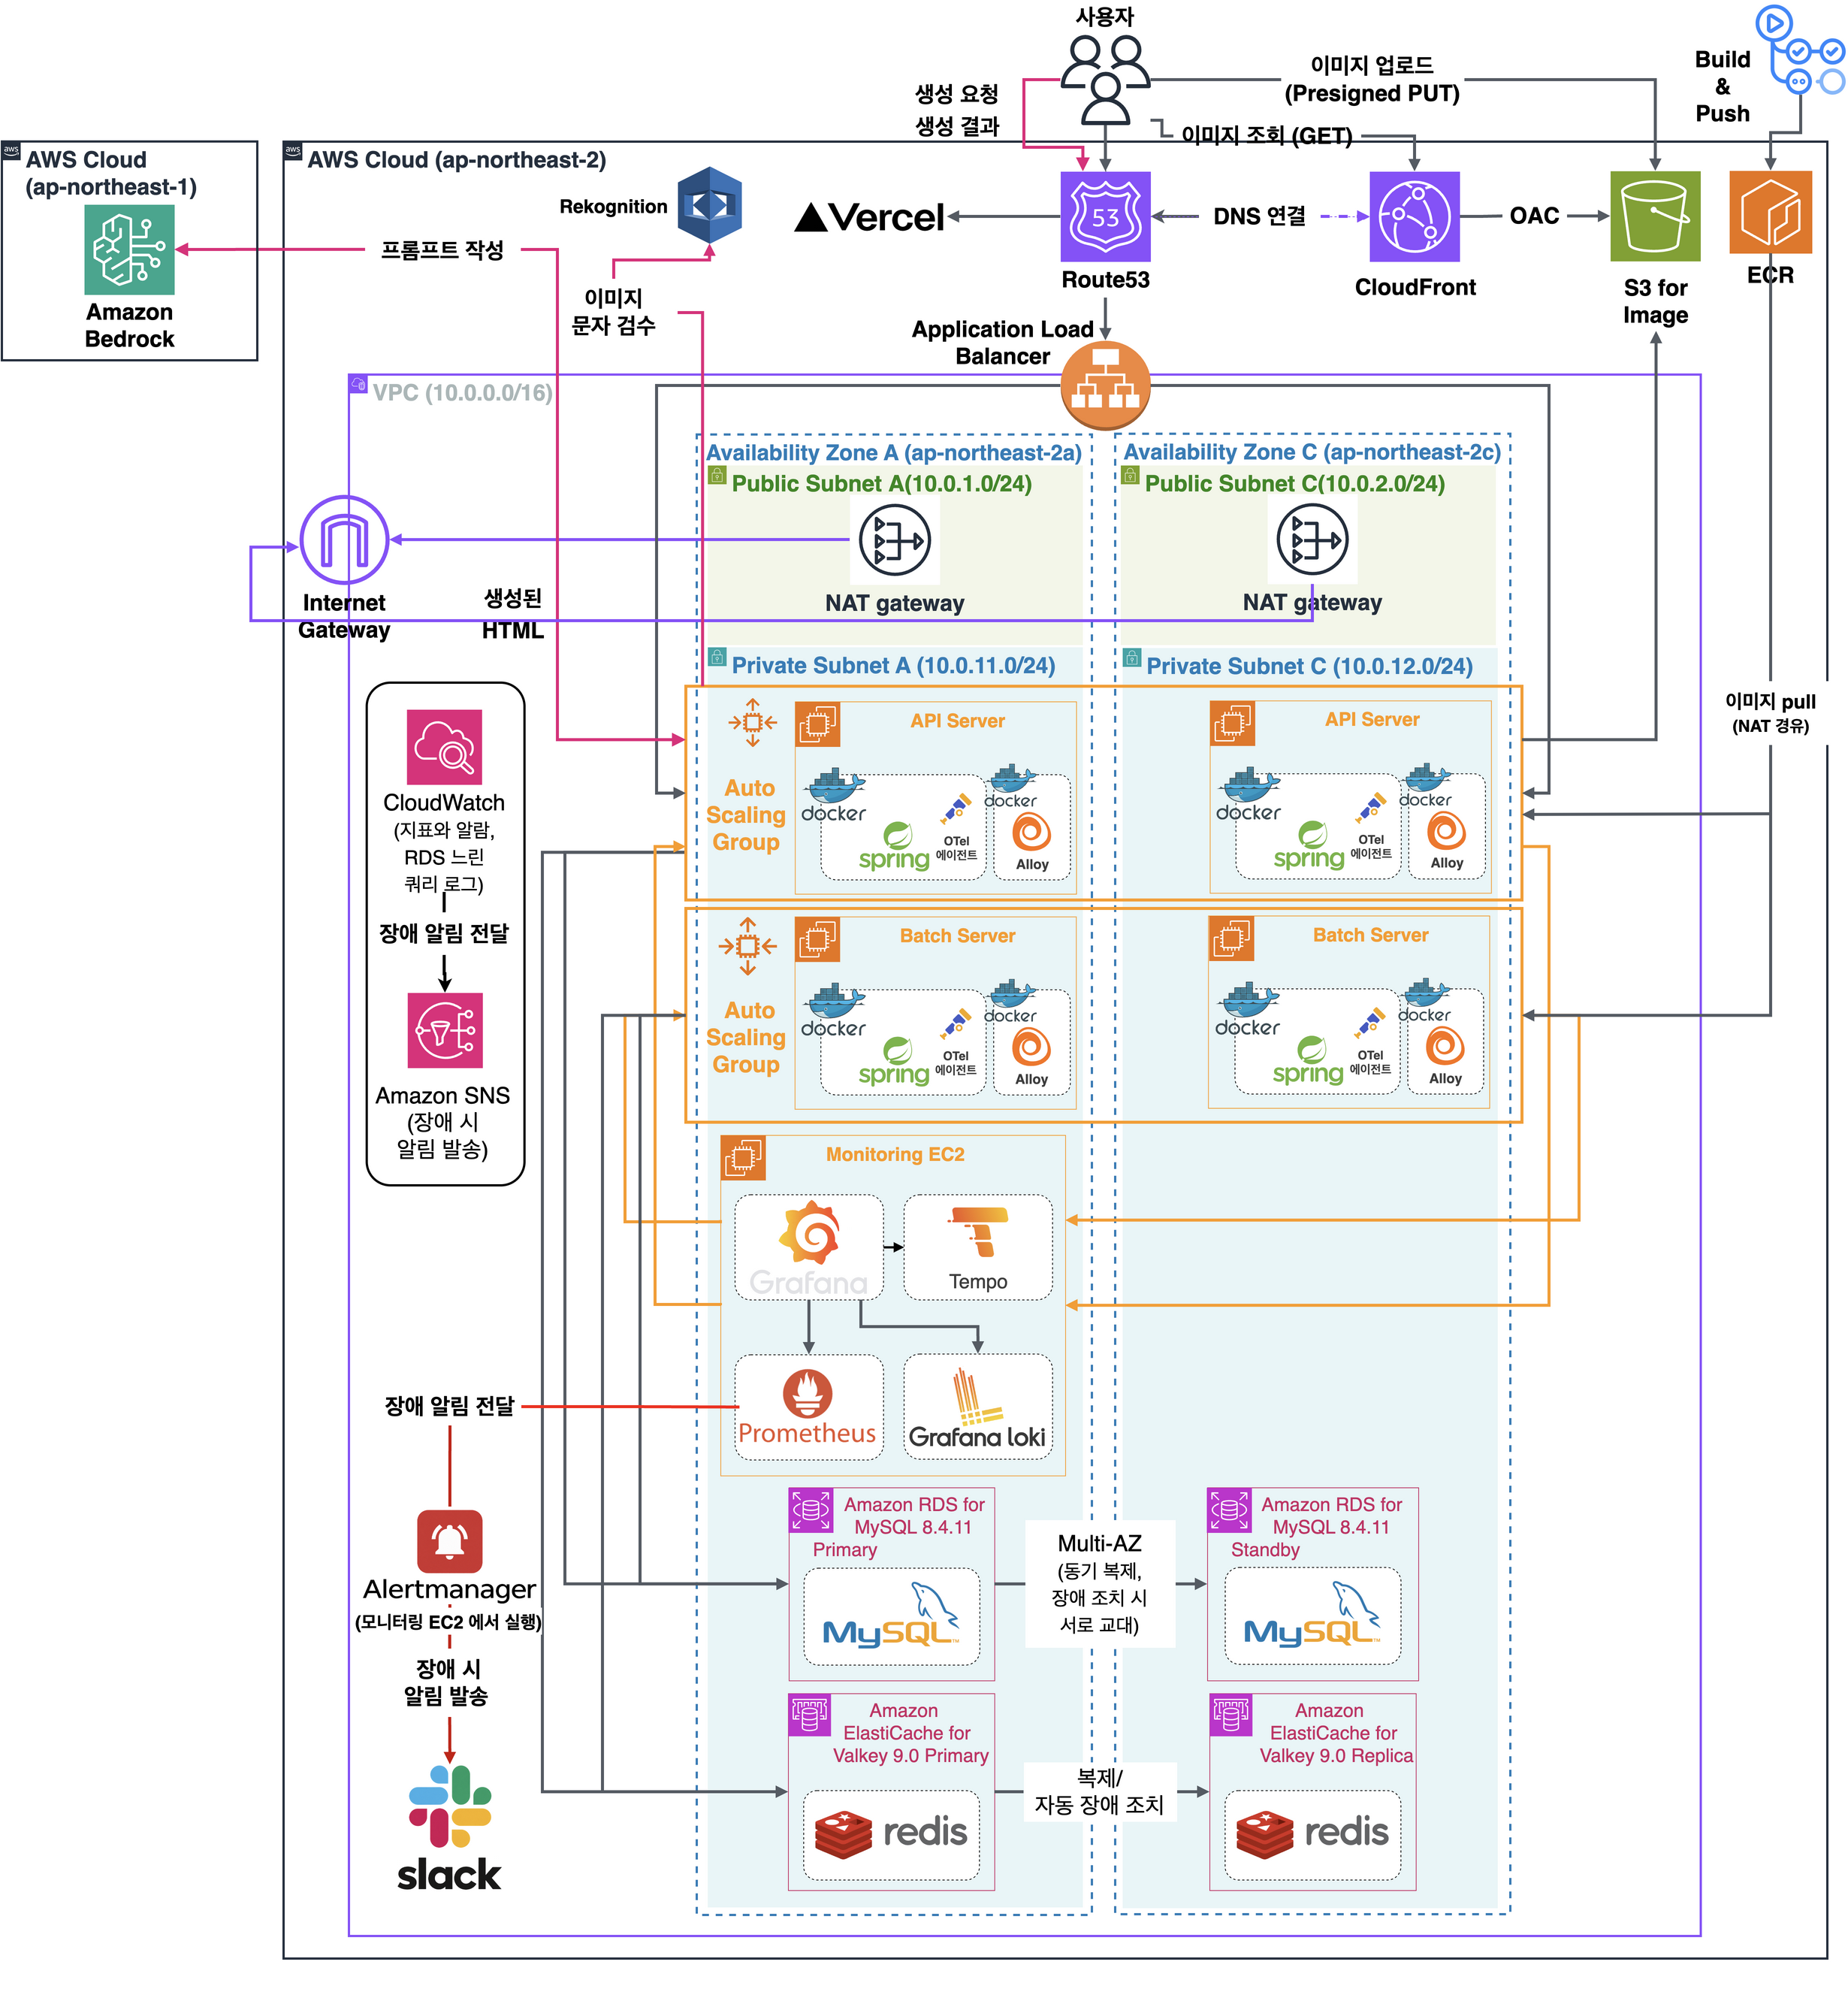 사용자
이미지 업로드
(Presigned PUT)
Build
&
Push
생성 요청
생성 결과
이미지 조회 (GET)
aws
AWS Cloud
(ap-northeast-1)
Amazon
Bedrock
aws
AWS Cloud (ap-northeast-2)
Rekognition
Vercel
53
Route53
DNS 연결
CloudFront
OAC
S3 for
Image
ECR
프롬프트 작성
이미지
문자 검수
Application Load
Balancer
VPC (10.0.0.0/16)
Availability Zone A (ap-northeast-2a)
Availability Zone C (ap-northeast-2c)
Public Subnet A(10.0.1.0/24)
Public Subnet C(10.0.2.0/24)
NAT gateway
NAT gateway
Internet
Gateway
생성된
HTML
Private Subnet A (10.0.11.0/24)
Private Subnet C (10.0.12.0/24)
이미지 pull
(NAT 경유)
CloudWatch
(지표와 알람,
RDS 느린
쿼리 로그)
장애 알림 전달
Amazon SNS
(장애 시
알림 발송)
Auto
Scaling
Group
API Server
docker
spring
OTel
에이전트
docker
Alloy
API Server
docker
spring
OTel
에이전트
docker
Alloy
Auto
Scaling
Group
Batch Server
docker
spring
OTel
에이전트
docker
Alloy
Batch Server
docker
spring
OTel
에이전트
docker
Alloy
Monitoring EC2
Grafana
Tempo
Prometheus
Grafana loki
장애 알림 전달
Alertmanager
(모니터링 EC2 에서 실행)
장애 시
알림 발송
slack
Amazon RDS for
MySQL 8.4.11
Primary
MySQL™
Multi-AZ
(동기 복제,
장애 조치 시
서로 교대)
Amazon RDS for
MySQL 8.4.11
Standby
MySQL™
Amazon
ElastiCache for
Valkey 9.0 Primary
redis
복제/
자동 장애 조치
Amazon
ElastiCache for
Valkey 9.0 Replica
redis